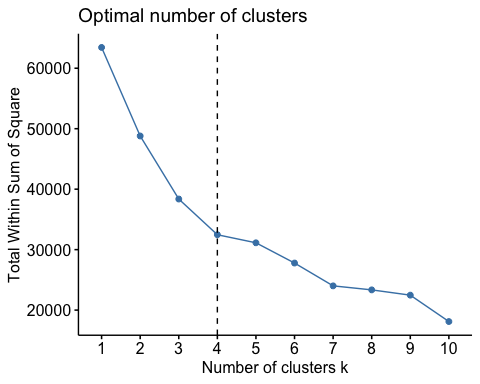 Optimal number of clusters
Total Within Sum of Square
60000
50000
40000
30000
20000
1 2 3 4 5 6 7 8 9 10
Number of clusters k